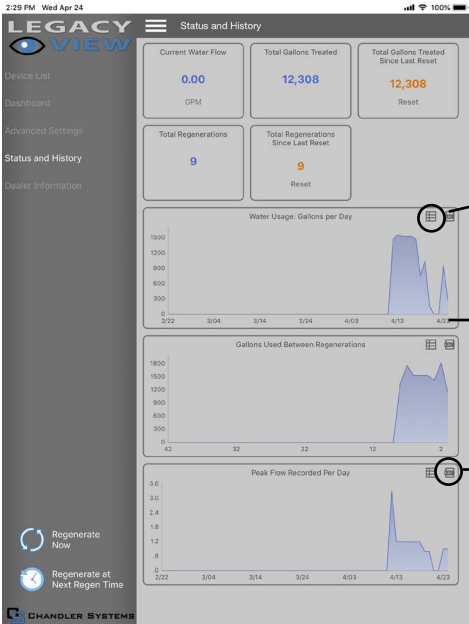 2:29 PM Wed Apr 24
100%
LEGACY
VIEW
Status and History
Device List
Dashboard
Advanced Settings
Status and History
Dealer Information
Current Water Flow
0.00
GPM
Total Gallons Treated
12,308
Total Gallons Treated
Since Last Reset
12,308
Reset
Total Regenerations
9
Total Regenerations
Since Last Reset
9
Reset
Water Usage: Gallons per Day
1500
1200
900
600
300
0
2/22 3/04 3/14 3/24 4/03 4/13 4/23
Gallons Used Between Regenerations
1800
1500
1200
900
600
300
0
42 32 22 12 2
Peak Flow Recorded Per Day
3.6
3.0
2.4
1.8
1.2
.6
.0
2/22 3/04 3/14 3/24 4/03 4/13 4/23
Regenerate
Now
Regenerate at
Next Regen Time
CHANDLER SYSTEMS